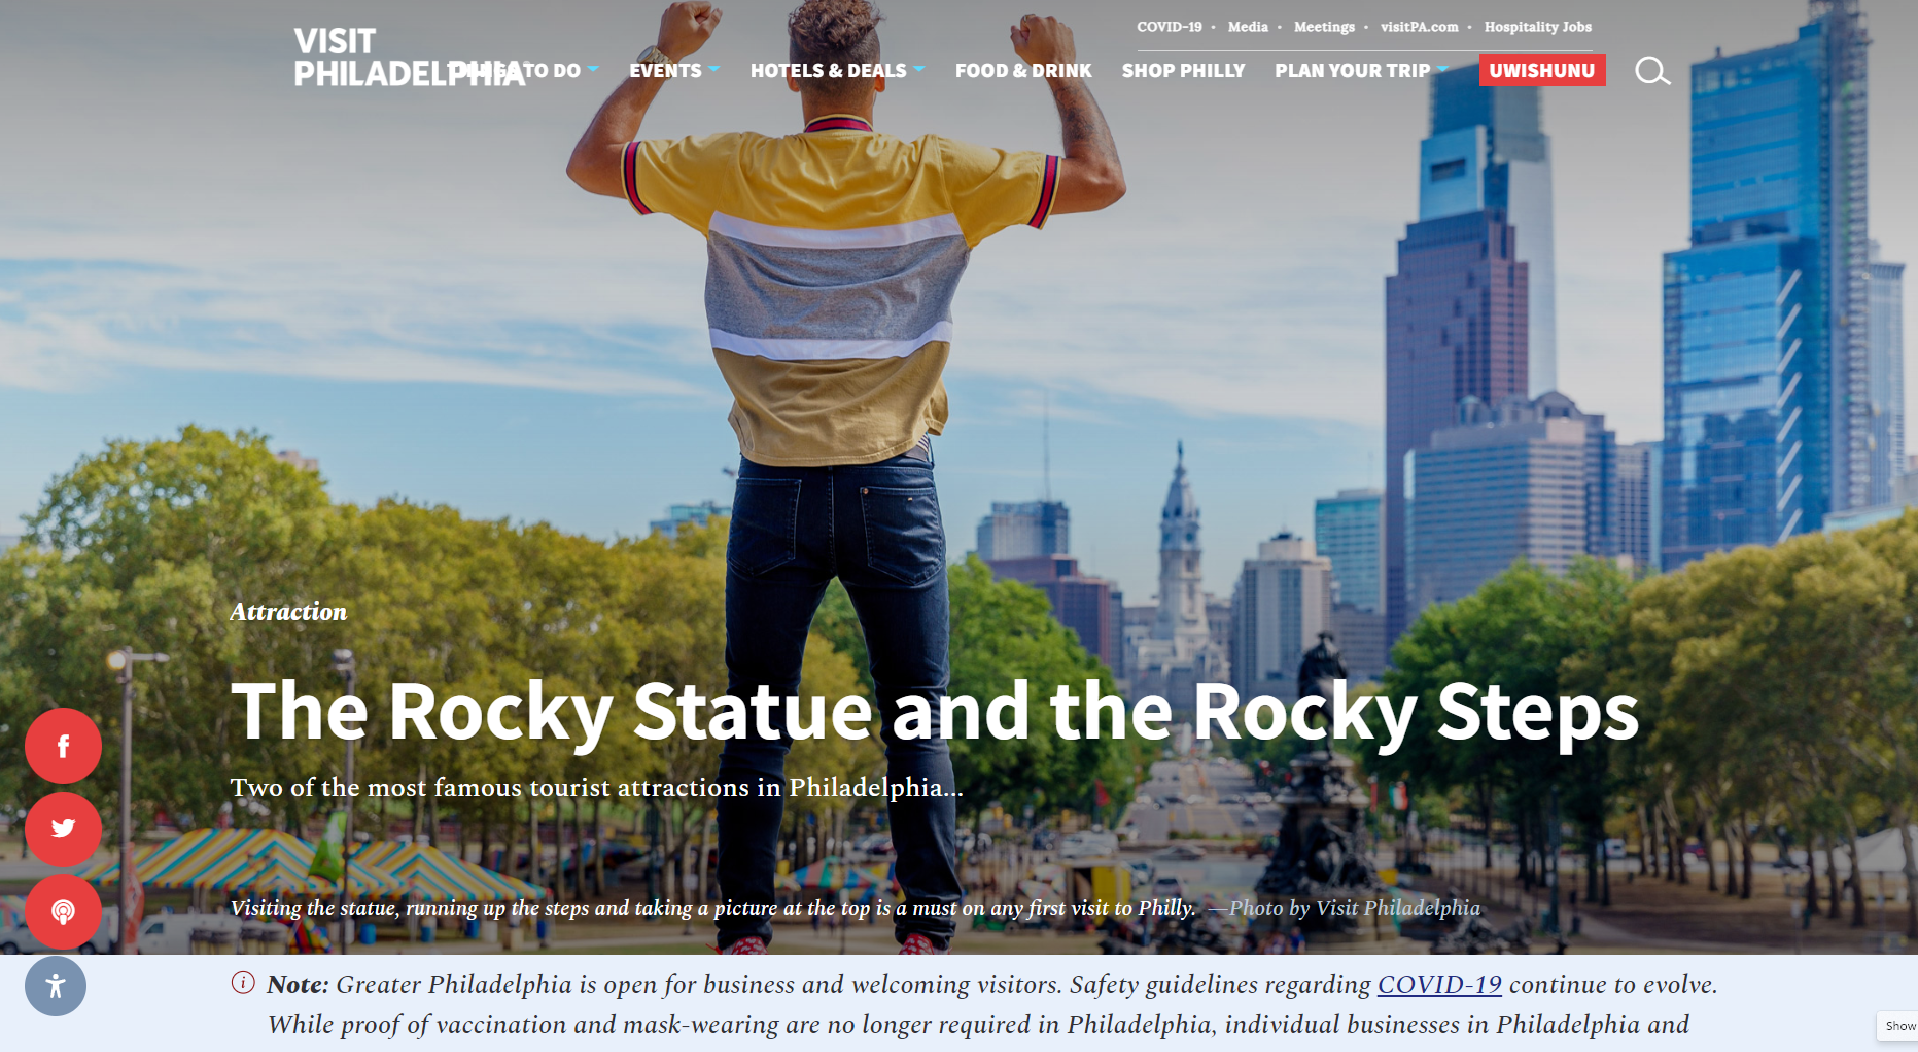 COVID-19 • Media • Meetings • visitPA.com • Hospitality Jobs
VISIT
PHILADELPHIA
TO DO EVENTS HOTELS & DEALS FOOD & DRINK SHOP PHILLY PLAN YOUR TRIP UWISHUNU
Attraction
The Rocky Statue and the Rocky Steps
Two of the most famous tourist attractions in Philadelphia...
Visiting the statue, running up the steps and taking a picture at the top is a must on any first visit to Philly. —Photo by Visit Philadelphia
Note: Greater Philadelphia is open for business and welcoming visitors. Safety guidelines regarding COVID-19 continue to evolve.
While proof of vaccination and mask-wearing are no longer required in Philadelphia, individual businesses in Philadelphia and
Show